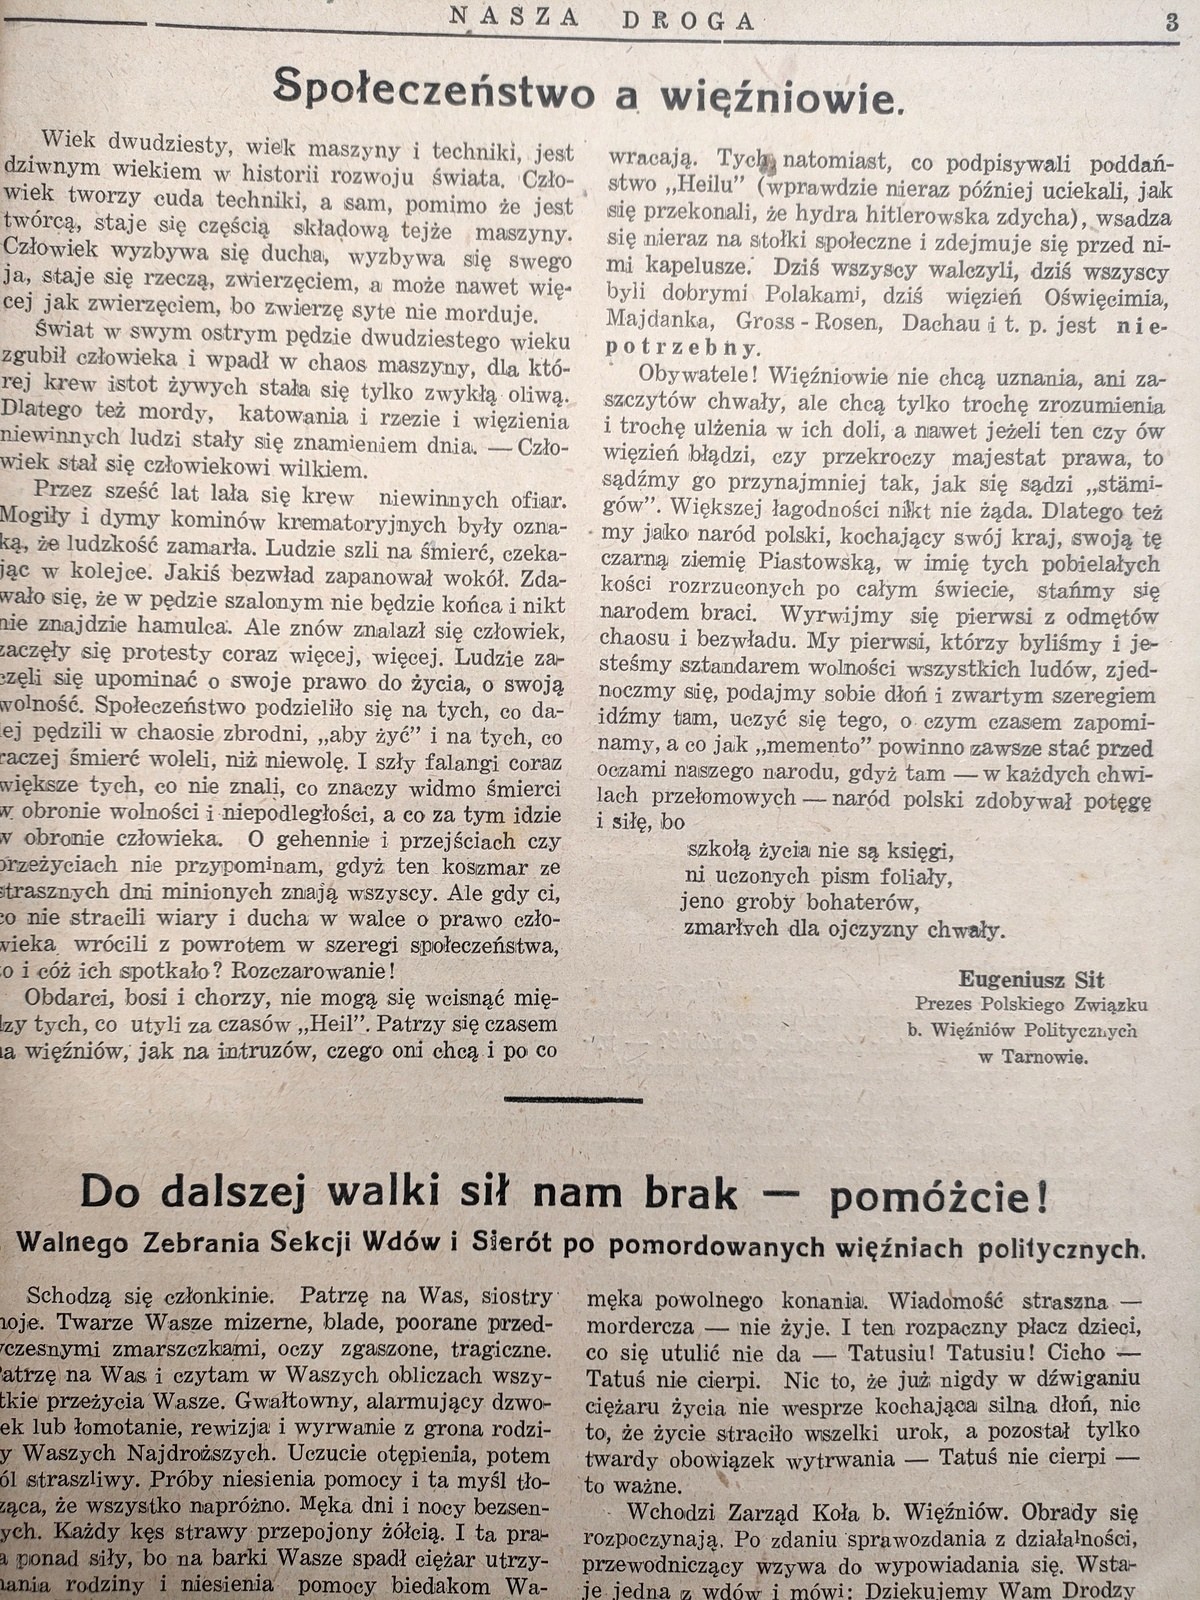 NASZA DROGA 3
Społeczeństwo a więźniowie.
Wiek dwudziesty, wiek maszyny i techniki, jest
dziwnym wiekiem w historii rozwoju świata. Czło-
wiek tworzy cuda techniki, a sam, pomimo że jest
twórcą, staje się częścią składową tejże maszyny.
Człowiek wyzbywa się ducha, wyzbywa się swego
ja, staje się rzeczą, zwierzęciem, a może nawet wię-
cej jak zwierzęciem, bo zwierzę syte nie morduje.
Świat w swym ostrym pędzie dwudziestego wieku
zgubił człowieka i wpadł w chaos maszyny, dla któ-
rej krew istot żywych stała się tylko zwykłą oliwą.
Dlatego też mordy, katowania i rzezie i więzienia
niewinnych ludzi stały się znamieniem dnia. — Czło-
wiek stał się człowiekowi wilkiem.
Przez sześć lat lała się krew niewinnych ofiar.
Mogiły i dymy kominów krematoryjnych były ozna-
ką, że ludzkość zamarła. Ludzie szli na śmierć, czeka-
jąc w kolejce. Jakiś bezwład zapanował wokół. Zda-
wało się, że w pędzie szalonym nie będzie końca i nikt
nie znajdzie hamulca. Ale znów znalazł się człowiek,
zaczęły się protesty coraz więcej, więcej. Ludzie za-
częli się upominać o swoje prawo do życia, o swoją
wolność. Społeczeństwo podzieliło się na tych, co da-
lej pędzili w chaosie zbrodni, „aby żyć” i na tych, co
raczej śmierć woleli, niż niewolę. I szły falangi coraz
większe tych, co nie znali, co znaczy widmo śmierci
w obronie wolności i niepodległości, a co za tym idzie
w obronie człowieka. O gehennie i przejściach czy
przeżyciach nie przypominam, gdyż ten koszmar ze
strasznych dni minionych znają wszyscy. Ale gdy ci,
co nie stracili wiary i ducha w walce o prawo czło-
wieka wrócili z powrotem w szeregi społeczeństwa,
to i cóż ich spotkało? Rozczarowanie!
Obdarci, bosi i chorzy, nie mogą się wcisnąć mię-
dzy tych, co utyli za czasów „Heil”. Patrzy się czasem
na więźniów, jak na intruzów, czego oni chcą i po co
wracają. Tych natomiast, co podpisywali poddań-
stwo „Heilu” (wprawdzie nieraz później uciekali, jak
się przekonali, że hydra hitlerowska zdycha), wsadza
się nieraz na stołki społeczne i zdejmuje się przed ni-
mi kapelusze. Dziś wszyscy walczyli, dziś wszyscy
byli dobrymi Polakami, dziś więzień Oświęcimia,
Majdanka, Gross-Rosen, Dachau i t. p. jest nie-
potrzebny.
Obywatele! Więźniowie nie chcą uznania, ani za-
szczytów chwały, ale chcą tylko trochę zrozumienia
i trochę ulżenia w ich doli, a nawet jeżeli ten czy ów
więzień błądzi, czy przekroczy majestat prawa, to
sądźmy go przynajmniej tak, jak się sądzi „stämi-
gów”. Większej łagodności nikt nie żąda. Dlatego też
my jako naród polski, kochający swój kraj, swoją tę
czarną ziemię Piastowską, w imię tych pobielałych
kości rozrzuconych po całym świecie, stańmy się
narodem braci. Wyrwijmy się pierwsi z odmętów
chaosu i bezwładu. My pierwsi, którzy byliśmy i je-
steśmy sztandarem wolności wszystkich ludów, zjed-
noczmy się, podajmy sobie dłoń i zwartym szeregiem
idźmy tam, uczyć się tego, o czym czasem zapomi-
namy, a co jak „memento” powinno zawsze stać przed
oczami naszego narodu, gdyż tam — w każdych chwi-
lach przełomowych — naród polski zdobywał potęgę
i siłę, bo
szkołą życia nie są księgi,
ni uczonych pism foliały,
jeno groby bohaterów,
zmarłych dla ojczyzny chwały.
Eugeniusz Sit
Prezes Polskiego Związku
b. Więźniów Politycznych
w Tarnowie.
Do dalszej walki sił nam brak — pomóżcie!
Walnego Zebrania Sekcji Wdów i Sierót po pomordowanych więźniach politycznych.
Schodzą się członkinie. Patrzę na Was, siostry
moje. Twarze Wasze mizerne, blade, poorane przed-
wczesnymi zmarszczkami, oczy zgaszone, tragiczne.
Patrzę na Was i czytam w Waszych obliczach wszy-
stkie przeżycia Wasze. Gwałtowny, alarmujący dzwo-
nek lub łomotanie, rewizja i wyrwanie z grona rodzi-
ny Waszych Najdroższych. Uczucie otępienia, potem
ból straszliwy. Próby niesienia pomocy i ta myśl tło-
cząca, że wszystko napróżno. Męka dni i nocy bezsen-
nych. Każdy kęs strawy przepojony żółcią. I ta pra-
ca ponad siły, bo na barki Wasze spadł ciężar utrzy-
mania rodziny i niesienia pomocy biedakom Wa-
męka powolnego konania. Wiadomość straszna —
mordercza — nie żyje. I ten rozpaczny płacz dzieci,
co się utulić nie da — Tatusiu! Tatusiu! Cicho —
Tatuś nie cierpi. Nic to, że już nigdy w dźwiganiu
ciężaru życia nie wesprze kochająca silna dłoń, nic
to, że życie straciło wszelki urok, a pozostał tylko
twardy obowiązek wytrwania — Tatuś nie cierpi —
to ważne.
Wchodzi Zarząd Koła b. Więźniów. Obrady się
rozpoczynają. Po zdaniu sprawozdania z działalności,
przewodniczący wzywa do wypowiadania się. Wsta-
je jedna z wdów i mówi: Dziękujemy Wam Drodzy